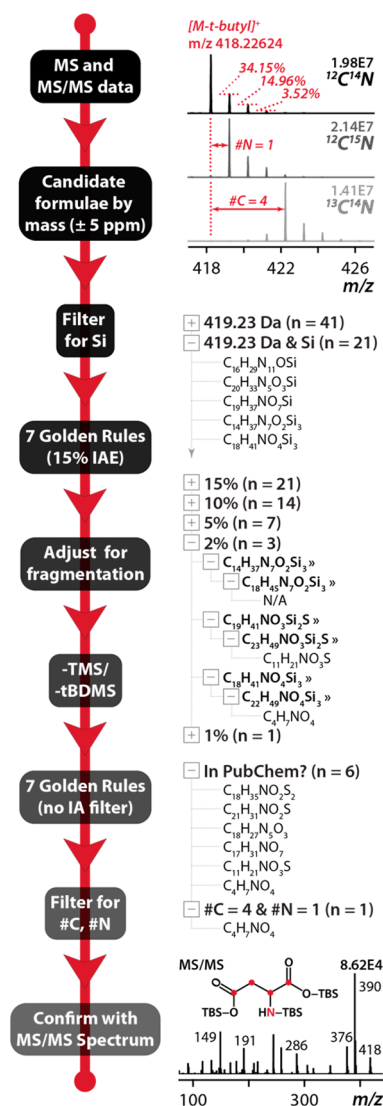 MS and
MS/MS data
Candidate
formulae by
mass (± 5 ppm)
Filter
for Si
7 Golden Rules
(15% IAE)
Adjust for
fragmentation
-TMS/
-tBDMS
7 Golden Rules
(no IA filter)
Filter for
#C, #N
Confirm with
MS/MS Spectrum
[M-t-butyl]⁺
m/z 418.22624
34.15%
14.96%
3.52%
1.98E7
¹²C¹⁴N
2.14E7
¹²C¹⁵N
#N = 1
1.41E7
¹³C¹⁴N
#C = 4
418 422 426
m/z
+ 419.23 Da (n = 41)
− 419.23 Da & Si (n = 21)
C₁₆H₂₉N₁₁OSi
C₂₀H₃₃N₅O₃Si
C₁₉H₃₇NO₇Si
C₁₄H₃₇N₇O₂Si₃
C₁₈H₄₁NO₄Si₃
+ 15% (n = 21)
+ 10% (n = 14)
+ 5% (n = 7)
− 2% (n = 3)
− C₁₄H₃₇N₇O₂Si₃ »
− C₁₈H₄₅N₇O₂Si₃ »
N/A
− C₁₉H₄₁NO₃Si₂S »
− C₂₃H₄₉NO₃Si₂S »
C₁₁H₂₁NO₃S
− C₁₈H₄₁NO₄Si₃ »
− C₂₂H₄₉NO₄Si₃ »
C₄H₇NO₄
+ 1% (n = 1)
− In PubChem? (n = 6)
C₁₈H₃₅NO₂S₂
C₂₁H₃₁NO₂S
C₁₈H₂₇N₅O₃
C₁₇H₃₁NO₇
C₁₁H₂₁NO₃S
C₄H₇NO₄
− #C = 4 & #N = 1 (n = 1)
C₄H₇NO₄
MS/MS
8.62E4
390
O
O
O–TBS
TBS–O
HN–TBS
149
191
286
376
418
100 300
m/z